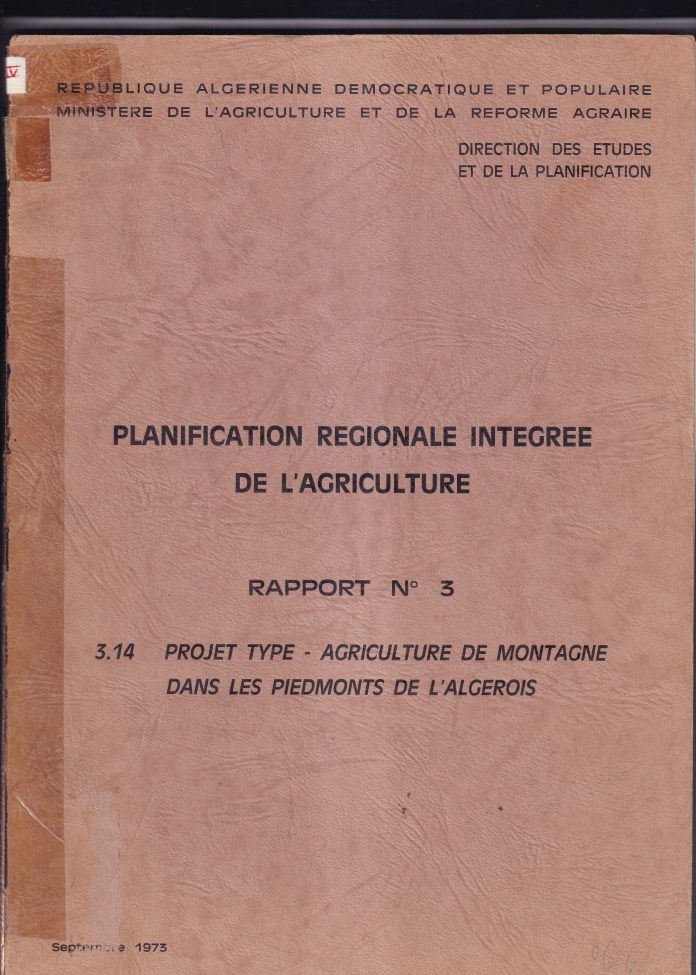 IV
REPUBLIQUE ALGERIENNE DEMOCRATIQUE ET POPULAIRE
MINISTERE DE L'AGRICULTURE ET DE LA REFORME AGRAIRE
DIRECTION DES ETUDES
ET DE LA PLANIFICATION
PLANIFICATION REGIONALE INTEGREE
DE L'AGRICULTURE
RAPPORT N° 3
3.14 PROJET TYPE - AGRICULTURE DE MONTAGNE
DANS LES PIEDMONTS DE L'ALGEROIS
Septembre 1973